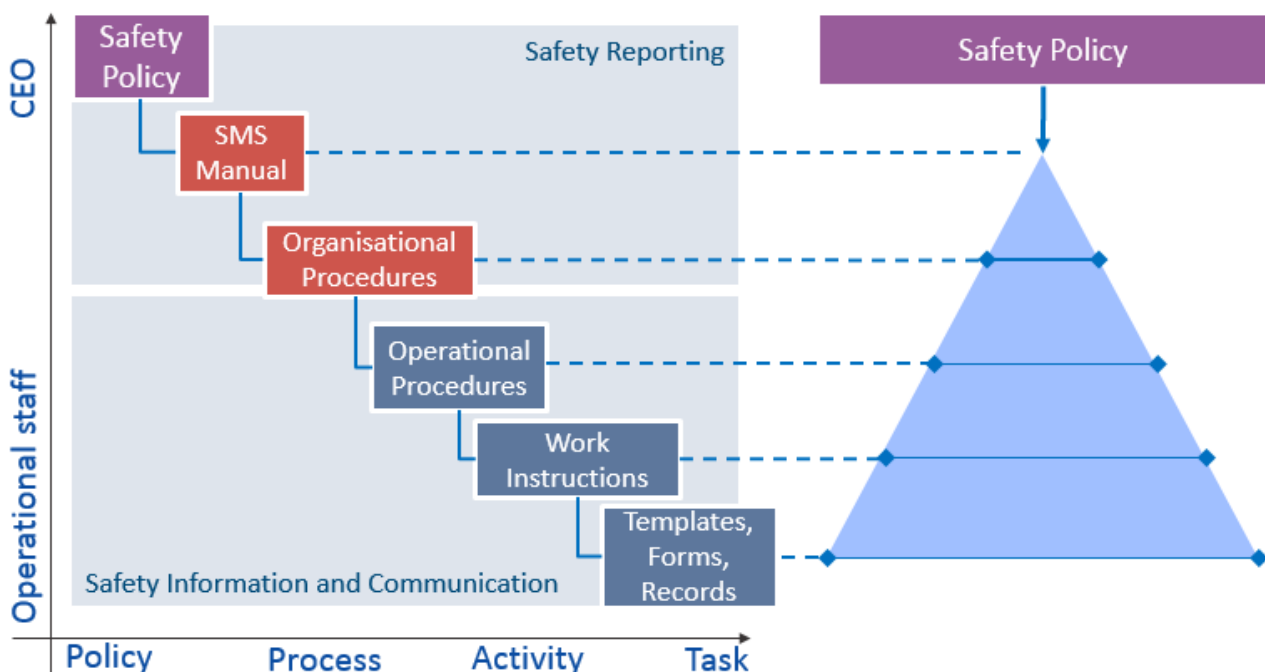 Safety
Policy
Safety Reporting
Safety Policy
CEO
SMS
Manual
Organisational
Procedures
Operational
Procedures
Work
Instructions
Templates,
Forms,
Records
Safety Information and Communication
Operational staff
Policy
Process
Activity
Task